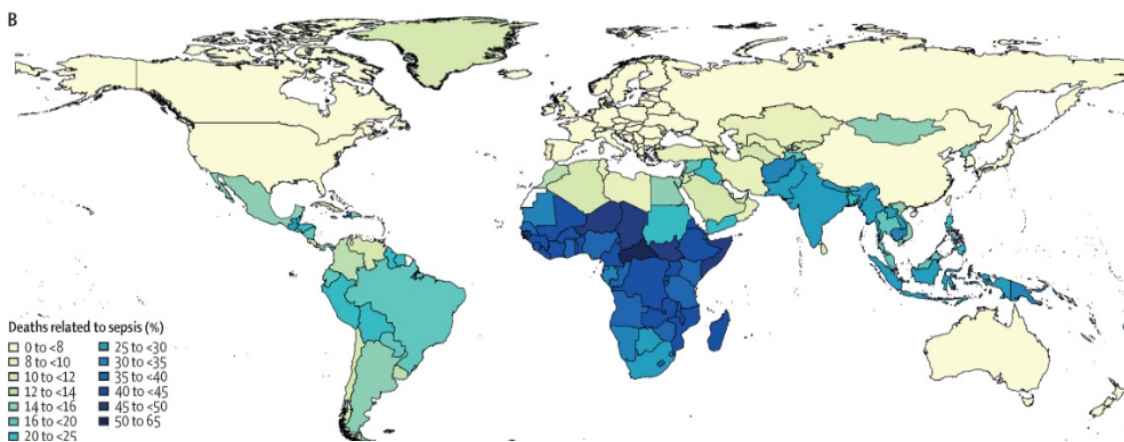 B
Deaths related to sepsis (%)
0 to <8
8 to <10
10 to <12
12 to <14
14 to <16
16 to <20
20 to <25
25 to <30
30 to <35
35 to <40
40 to <45
45 to <50
50 to 65